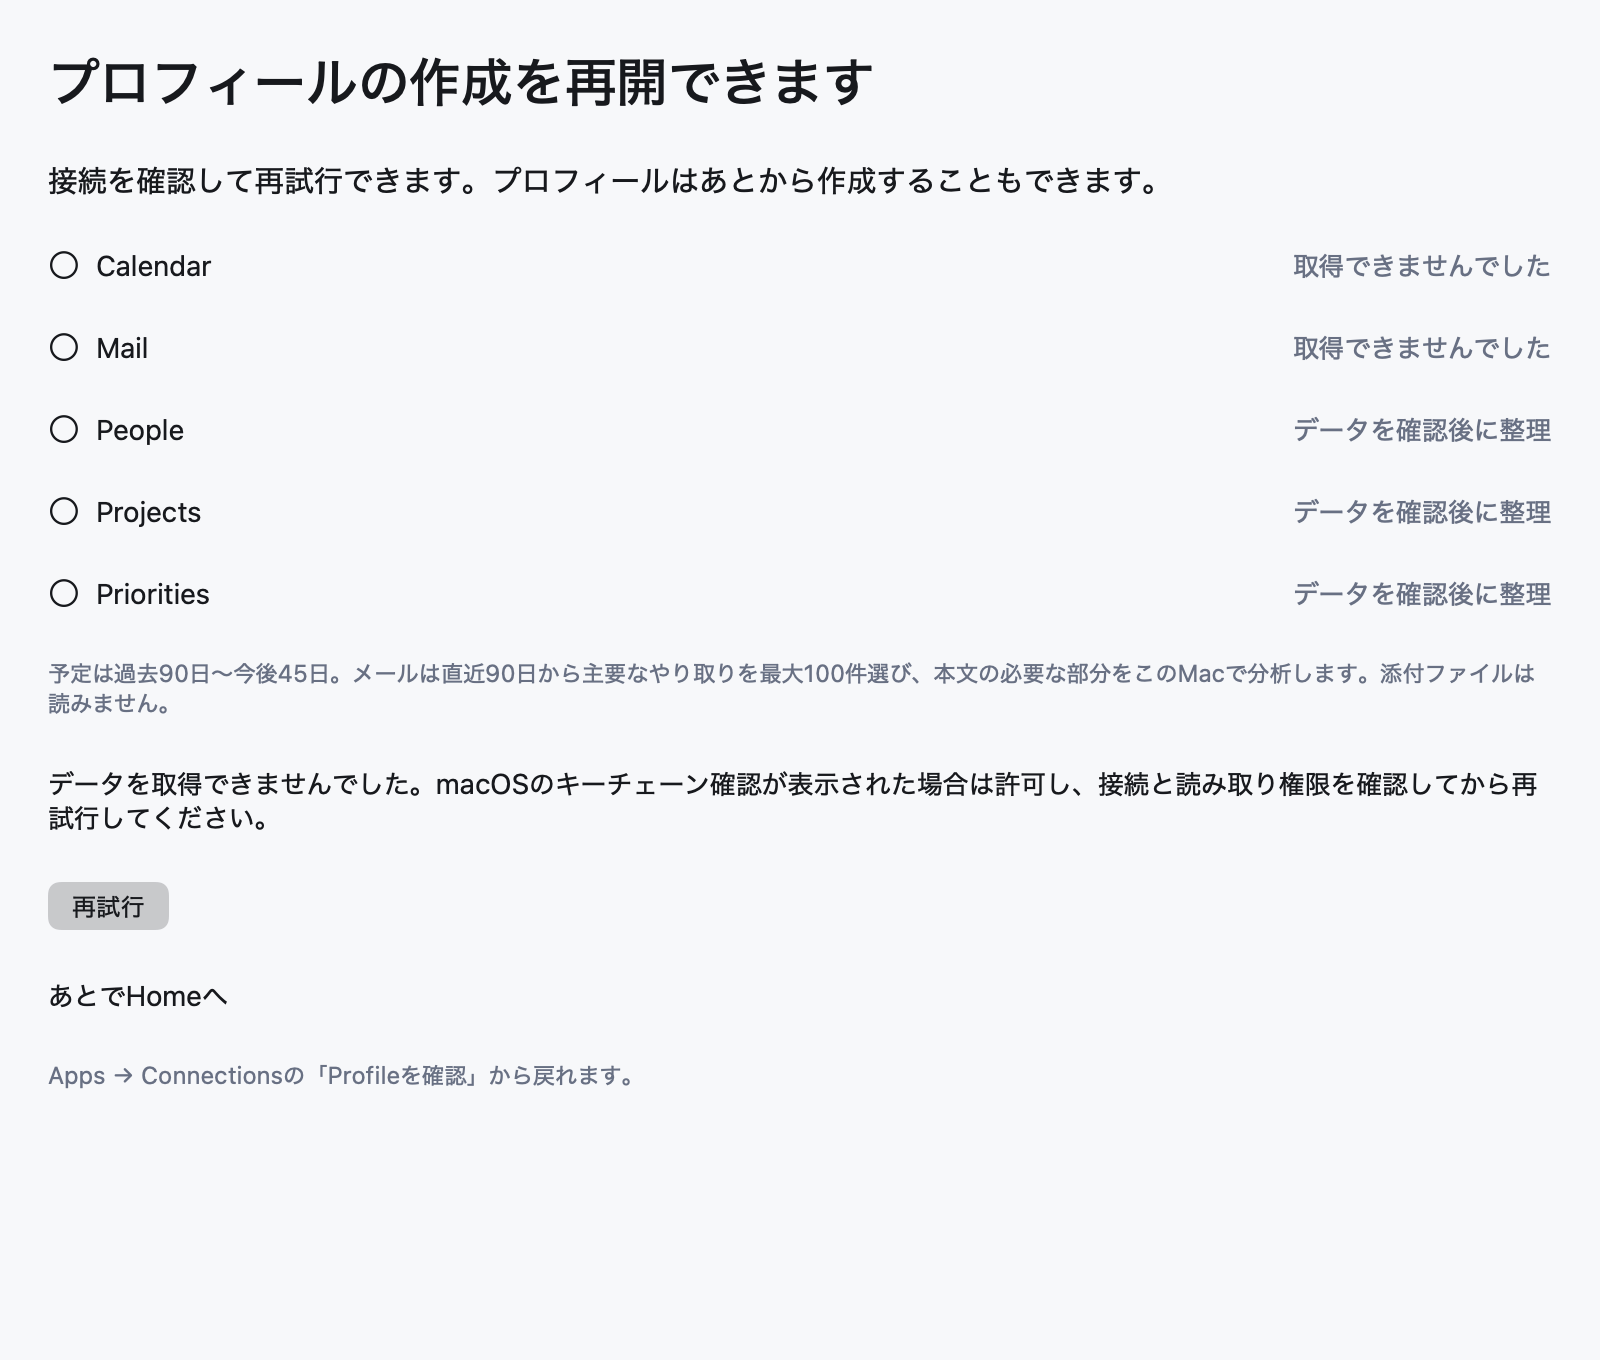 プロフィールの作成を再開できます
接続を確認して再試行できます。プロフィールはあとから作成することもできます。
Calendar 取得できませんでした
Mail 取得できませんでした
People データを確認後に整理
Projects データを確認後に整理
Priorities データを確認後に整理
予定は過去90日〜今後45日。メールは直近90日から主要なやり取りを最大100件選び、本文の必要な部分をこのMacで分析します。添付ファイルは
読みません。
データを取得できませんでした。macOSのキーチェーン確認が表示された場合は許可し、接続と読み取り権限を確認してから再
試行してください。
再試行
あとでHomeへ
Apps → Connectionsの「Profileを確認」から戻れます。